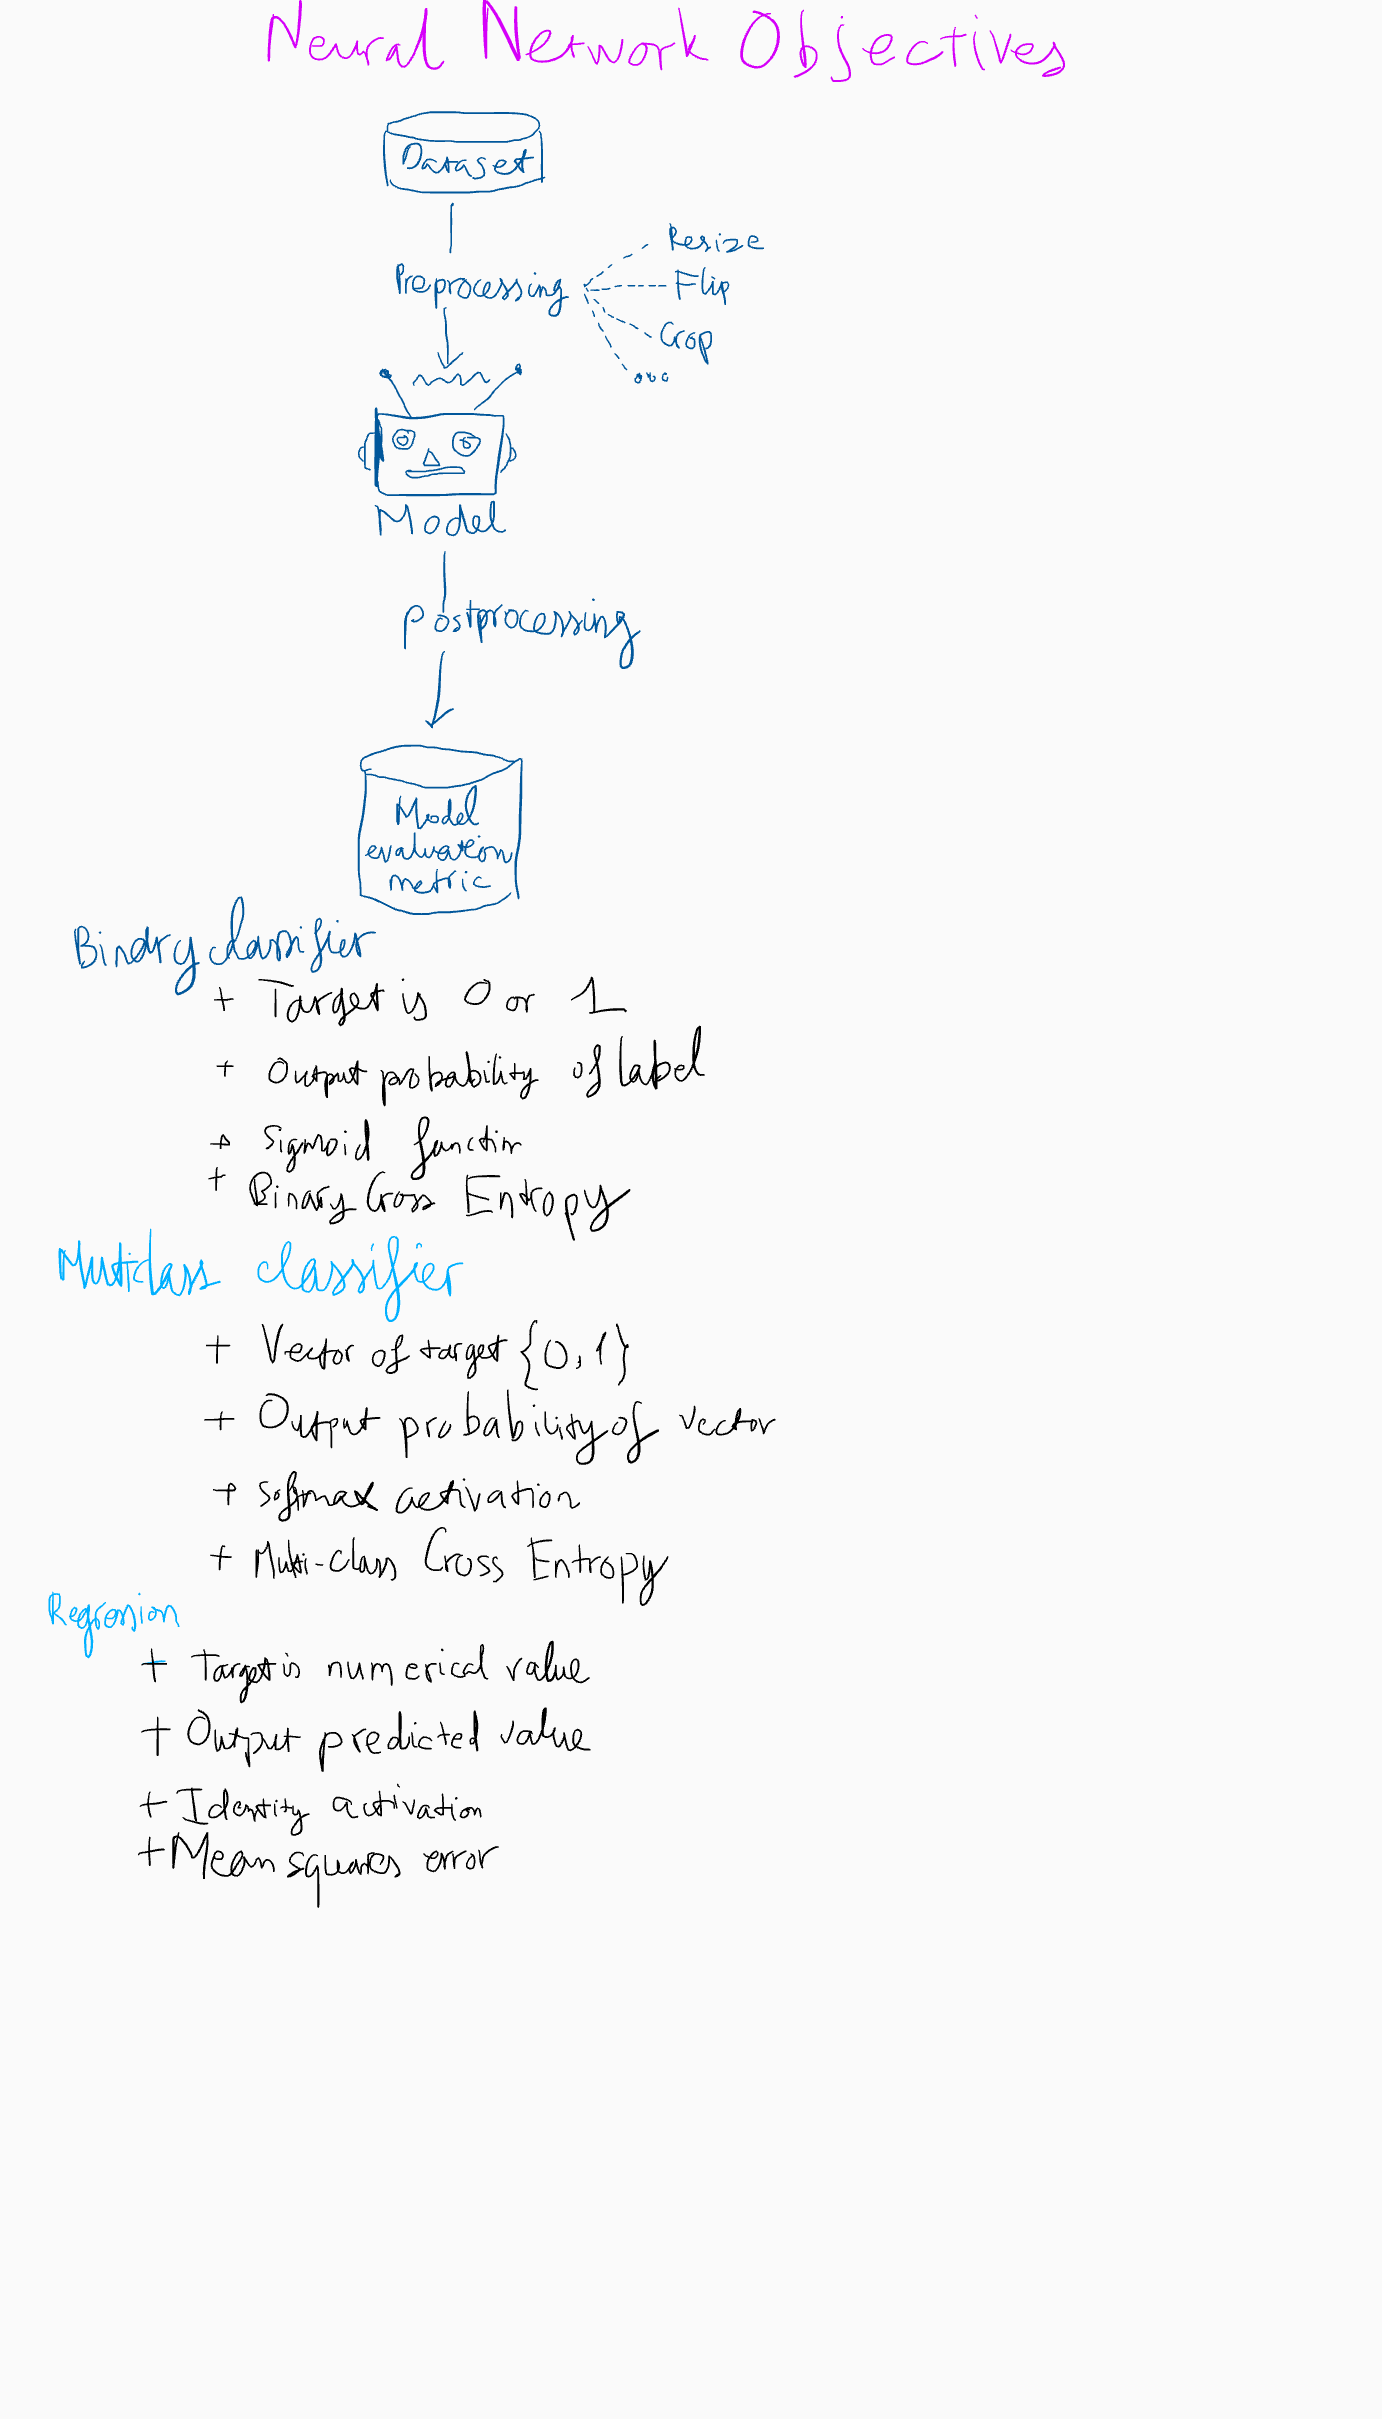 Neural Network Objectives
Dataset
Resize
Preprocessing
Flip
Crop
...
Model
Postprocessing
Model
evaluation
metric
Binary classifier
+ Target is 0 or 1
+ Output probability of label
+ Sigmoid function
+ Binary Cross Entropy
Multiclass classifier
+ Vector of target {0,1}
+ Output probability of vector
+ Softmax activation
+ Multi-class Cross Entropy
Regression
+ Target is numerical value
+ Output predicted value
+ Identity activation
+ Mean squares error